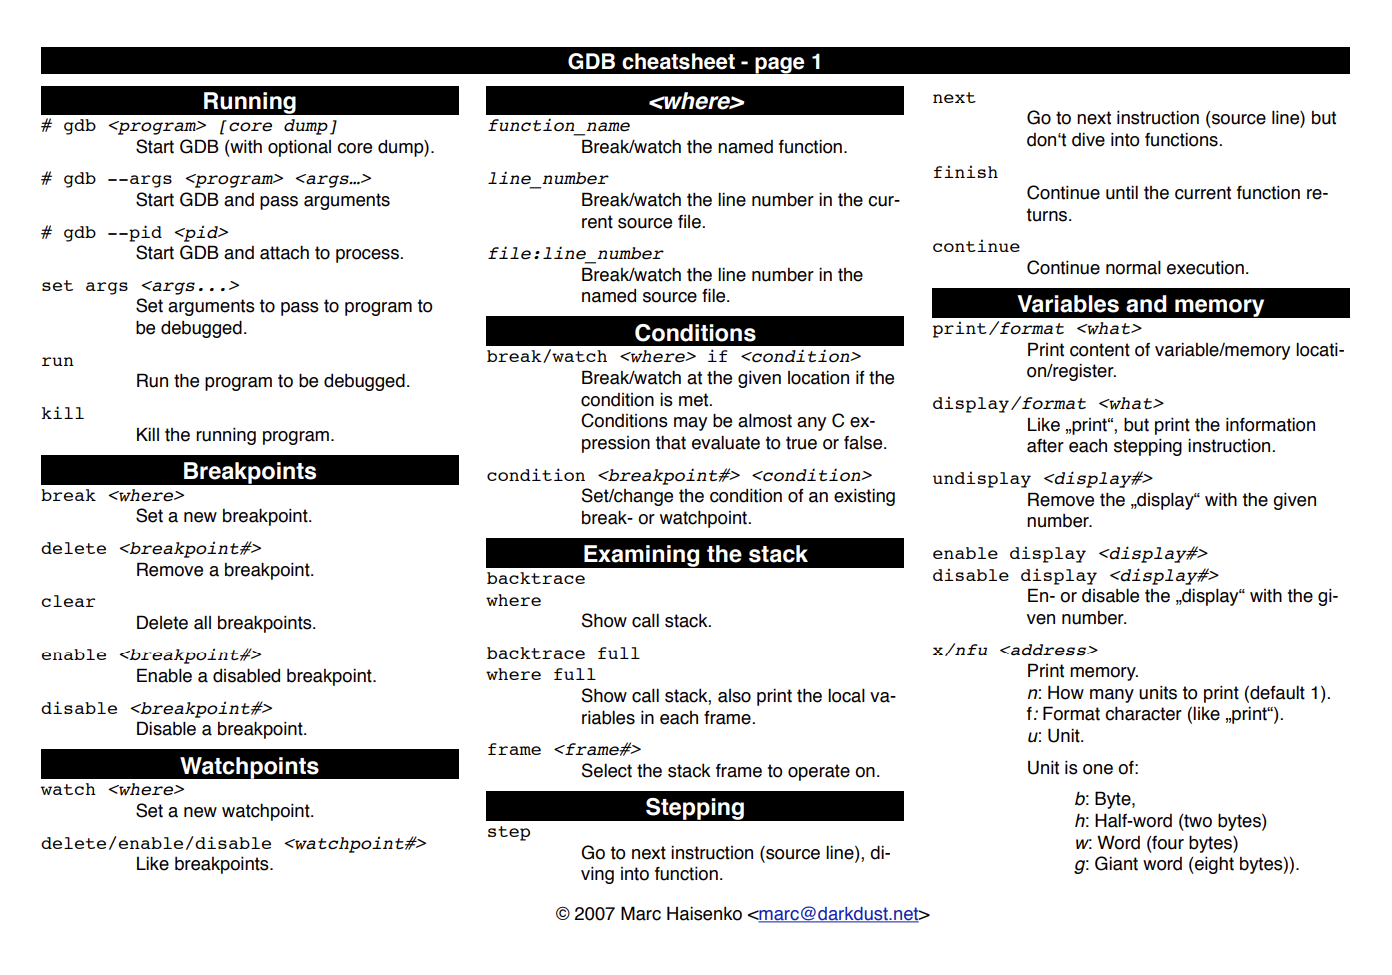 GDB cheatsheet - page 1
Running
# gdb <program> [core dump]
Start GDB (with optional core dump).
# gdb --args <program> <args…>
Start GDB and pass arguments
# gdb --pid <pid>
Start GDB and attach to process.
set args <args...>
Set arguments to pass to program to
be debugged.
run
Run the program to be debugged.
kill
Kill the running program.
Breakpoints
break <where>
Set a new breakpoint.
delete <breakpoint#>
Remove a breakpoint.
clear
Delete all breakpoints.
enable <breakpoint#>
Enable a disabled breakpoint.
disable <breakpoint#>
Disable a breakpoint.
Watchpoints
watch <where>
Set a new watchpoint.
delete/enable/disable <watchpoint#>
Like breakpoints.
<where>
function_name
Break/watch the named function.
line_number
Break/watch the line number in the cur-
rent source file.
file:line_number
Break/watch the line number in the
named source file.
Conditions
break/watch <where> if <condition>
Break/watch at the given location if the
condition is met.
Conditions may be almost any C ex-
pression that evaluate to true or false.
condition <breakpoint#> <condition>
Set/change the condition of an existing
break- or watchpoint.
Examining the stack
backtrace
where
Show call stack.
backtrace full
where full
Show call stack, also print the local va-
riables in each frame.
frame <frame#>
Select the stack frame to operate on.
Stepping
step
Go to next instruction (source line), di-
ving into function.
next
Go to next instruction (source line) but
don‘t dive into functions.
finish
Continue until the current function re-
turns.
continue
Continue normal execution.
Variables and memory
print/format <what>
Print content of variable/memory locati-
on/register.
display/format <what>
Like „print“, but print the information
after each stepping instruction.
undisplay <display#>
Remove the „display“ with the given
number.
enable display <display#>
disable display <display#>
En- or disable the „display“ with the gi-
ven number.
x/nfu <address>
Print memory.
n: How many units to print (default 1).
f: Format character (like „print“).
u: Unit.
Unit is one of:
b: Byte,
h: Half-word (two bytes)
w: Word (four bytes)
g: Giant word (eight bytes)).
© 2007 Marc Haisenko <marc@darkdust.net>